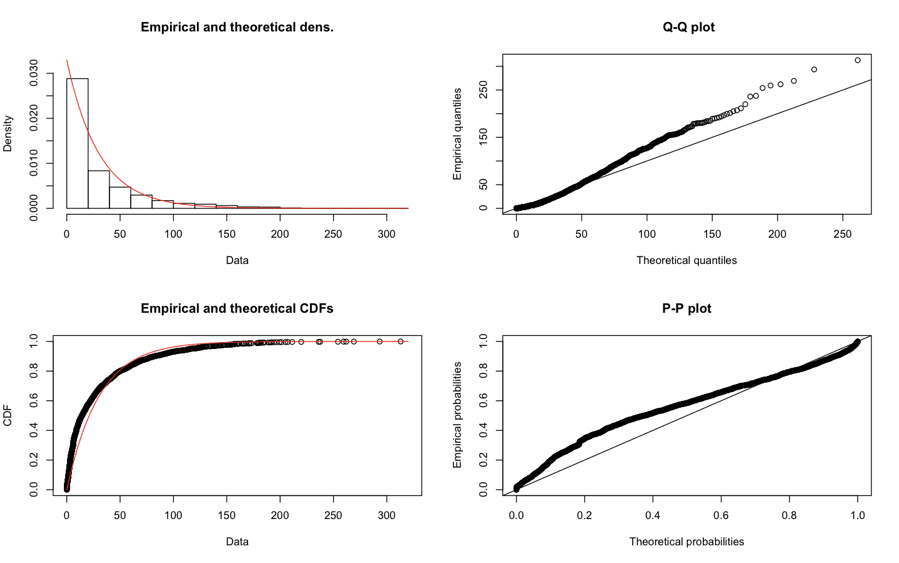 Empirical and theoretical dens.
Density
0.000 0.010 0.020 0.030
0 50 100 150 200 250 300
Data
Q-Q plot
Empirical quantiles
0 50 150 250
0 50 100 150 200 250
Theoretical quantiles
Empirical and theoretical CDFs
CDF
0.0 0.2 0.4 0.6 0.8 1.0
0 50 100 150 200 250 300
Data
P-P plot
Empirical probabilities
0.0 0.2 0.4 0.6 0.8 1.0
0.0 0.2 0.4 0.6 0.8 1.0
Theoretical probabilities